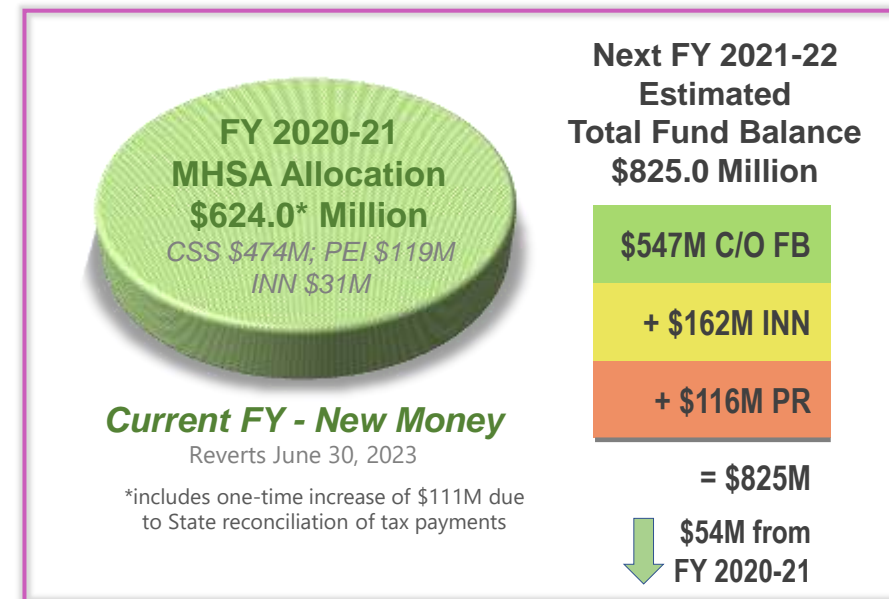 FY 2020-21
MHSA Allocation
$624.0* Million
CSS $474M; PEI $119M
INN $31M
Current FY - New Money
Reverts June 30, 2023
*includes one-time increase of $111M due
to State reconciliation of tax payments
Next FY 2021-22
Estimated
Total Fund Balance
$825.0 Million
$547M C/O FB
+ $162M INN
+ $116M PR
= $825M
$54M from
FY 2020-21